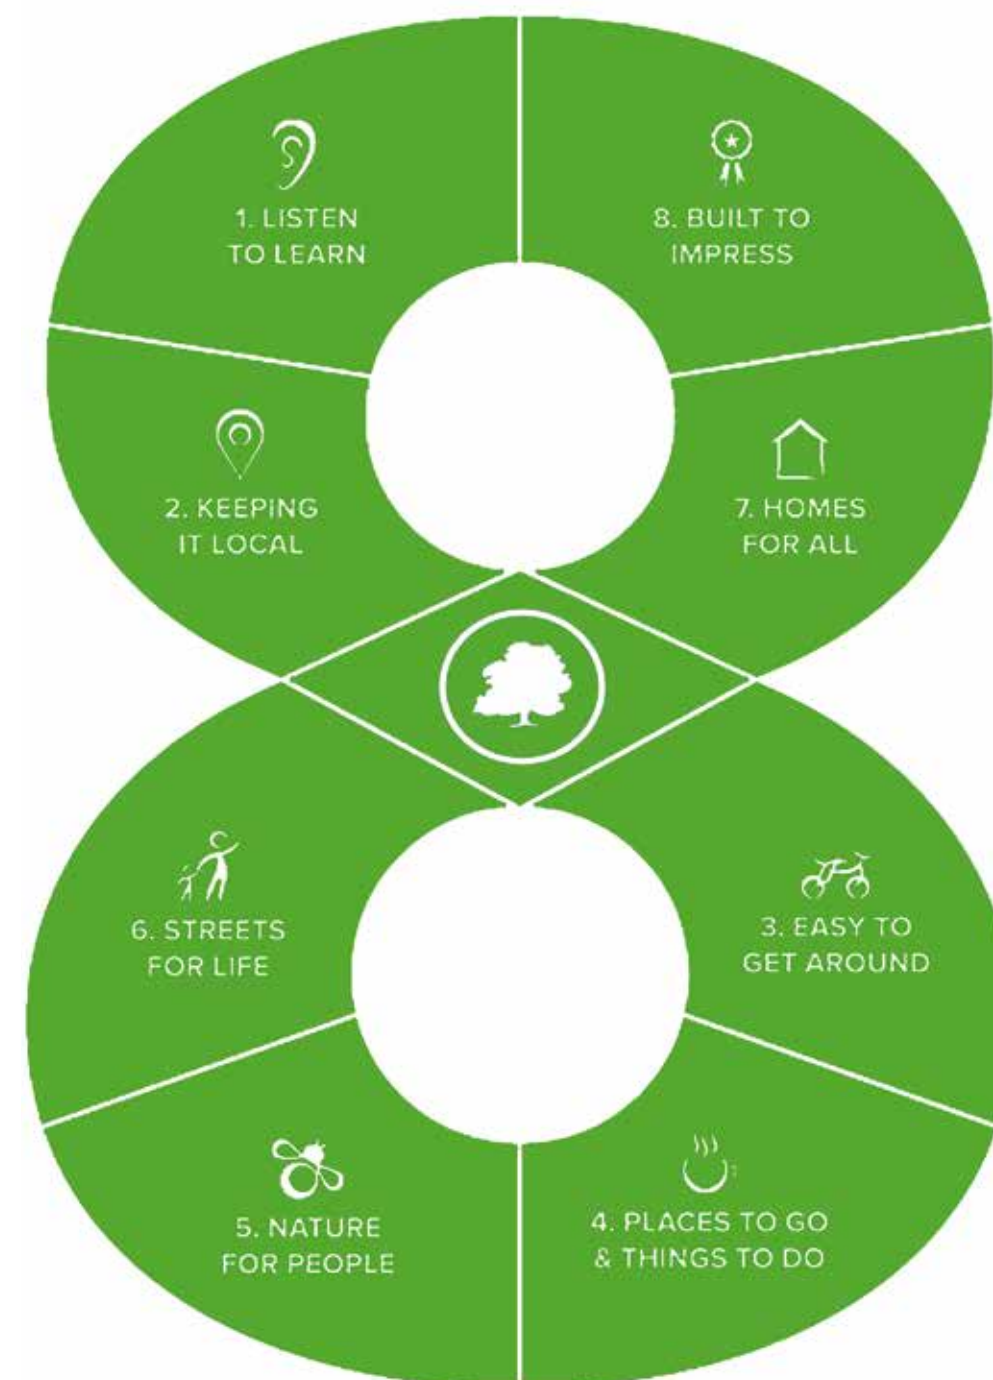 1. LISTEN
TO LEARN
8. BUILT TO
IMPRESS
2. KEEPING
IT LOCAL
7. HOMES
FOR ALL
6. STREETS
FOR LIFE
3. EASY TO
GET AROUND
5. NATURE
FOR PEOPLE
4. PLACES TO GO
& THINGS TO DO